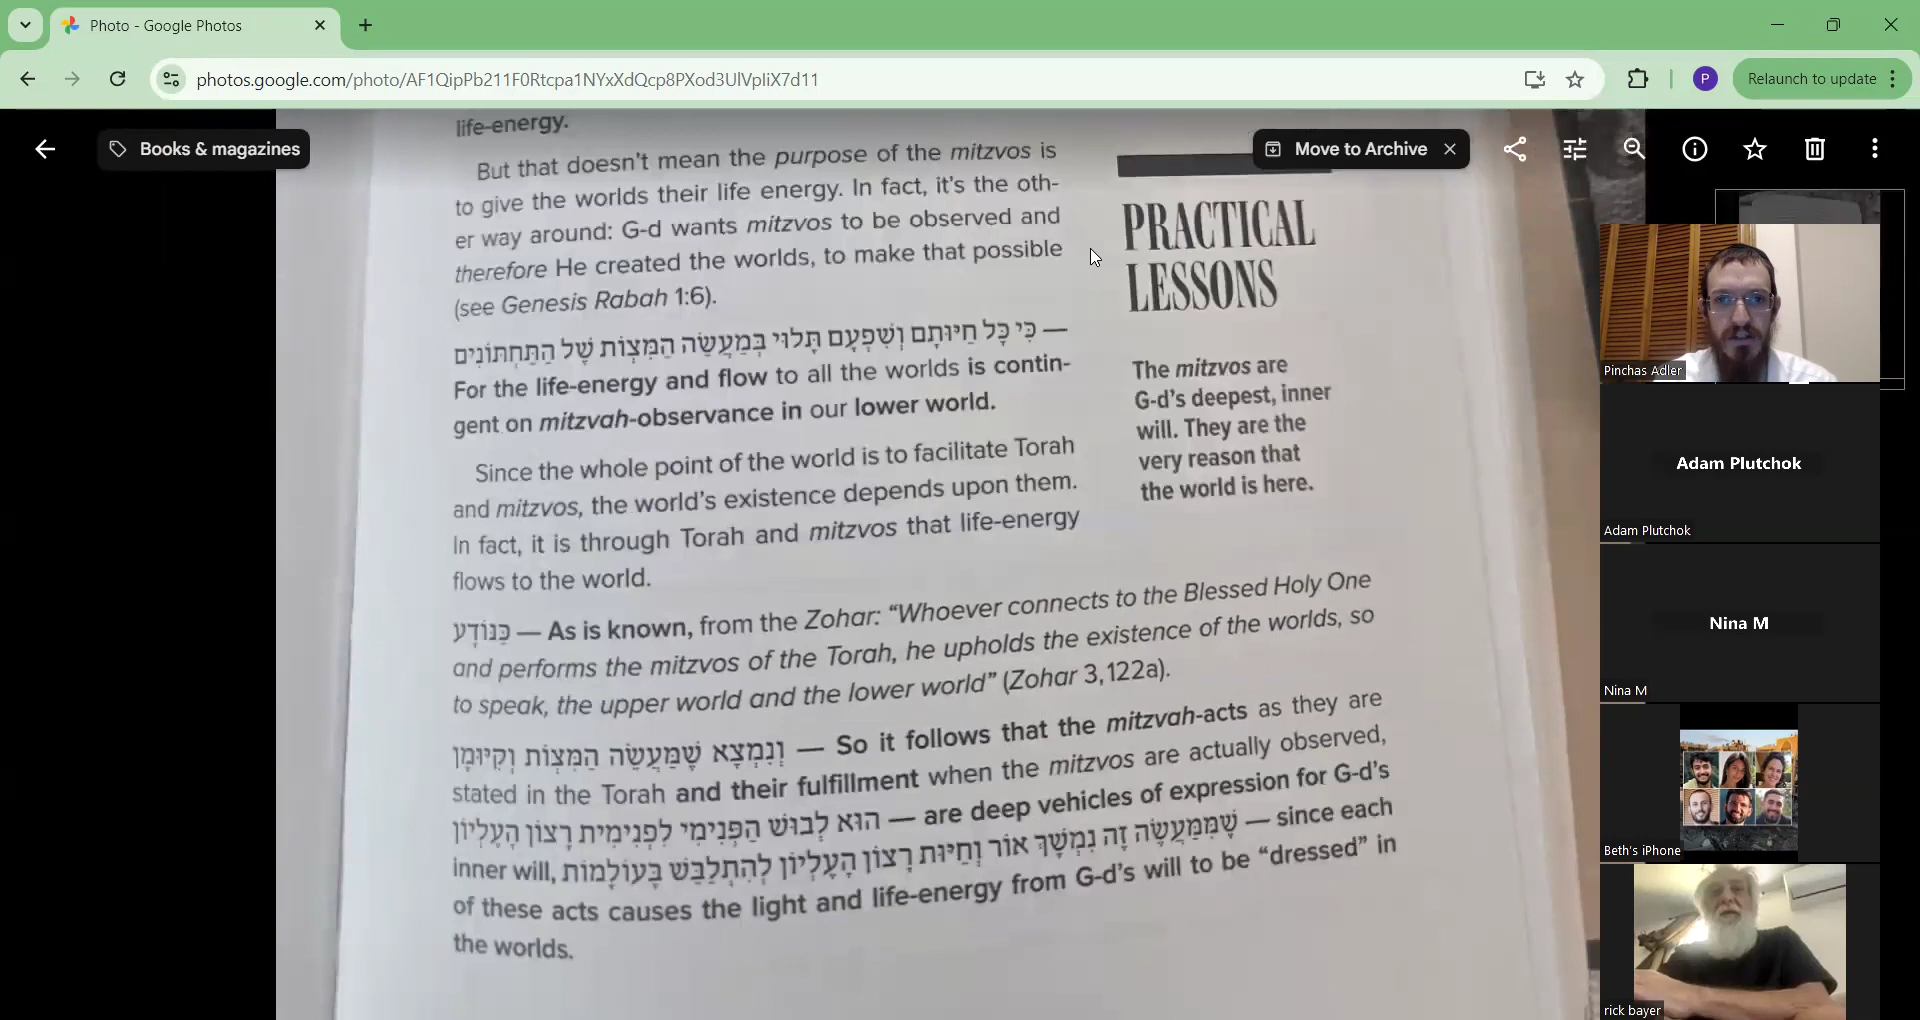 Photo - Google Photos
photos.google.com/photo/AF1QipPb211F0Rtcpa1NYxXdQcp8PXod3UlVpIiX7d11
P
Relaunch to update
Books & magazines
Move to Archive
life-energy.
But that doesn't mean the purpose of the mitzvos is
to give the worlds their life energy. In fact, it's the oth-
er way around: G-d wants mitzvos to be observed and
therefore He created the worlds, to make that possible
(see Genesis Rabah 1:6).
כִּי כָּל חַיּוּתָם וְשִׁפְעָם תָּלוּי בְּמַעֲשֵׂה הַמִּצְוֹת שֶׁל הַתַּחְתּוֹנִים —
For the life-energy and flow to all the worlds is contin-
gent on mitzvah-observance in our lower world.
Since the whole point of the world is to facilitate Torah
and mitzvos, the world's existence depends upon them.
In fact, it is through Torah and mitzvos that life-energy
flows to the world.
כַּנּוֹדָע — As is known, from the Zohar: "Whoever connects to the Blessed Holy One
and performs the mitzvos of the Torah, he upholds the existence of the worlds, so
to speak, the upper world and the lower world" (Zohar 3, 122a).
וְנִמְצָא שֶׁמַּעֲשֵׂה הַמִּצְוֹת וְקִיּוּמָן — So it follows that the mitzvah-acts as they are
stated in the Torah and their fulfillment when the mitzvos are actually observed,
הוּא לְבוּשׁ הַפְּנִימִי לִפְנִימִית רָצוֹן הָעֶלְיוֹן — are deep vehicles of expression for G-d's
inner will, שֶׁמִּמַּעֲשֶׂה זֶה נִמְשָׁךְ אוֹר וְחַיּוּת רָצוֹן הָעֶלְיוֹן לְהִתְלַבֵּשׁ בָּעוֹלָמוֹת — since each
of these acts causes the light and life-energy from G-d's will to be "dressed" in
the worlds.
PRACTICAL
LESSONS
The mitzvos are
G-d's deepest, inner
will. They are the
very reason that
the world is here.
Pinchas Adler
Adam Plutchok
Adam Plutchok
Nina M
Nina M
Beth's iPhone
rick bayer